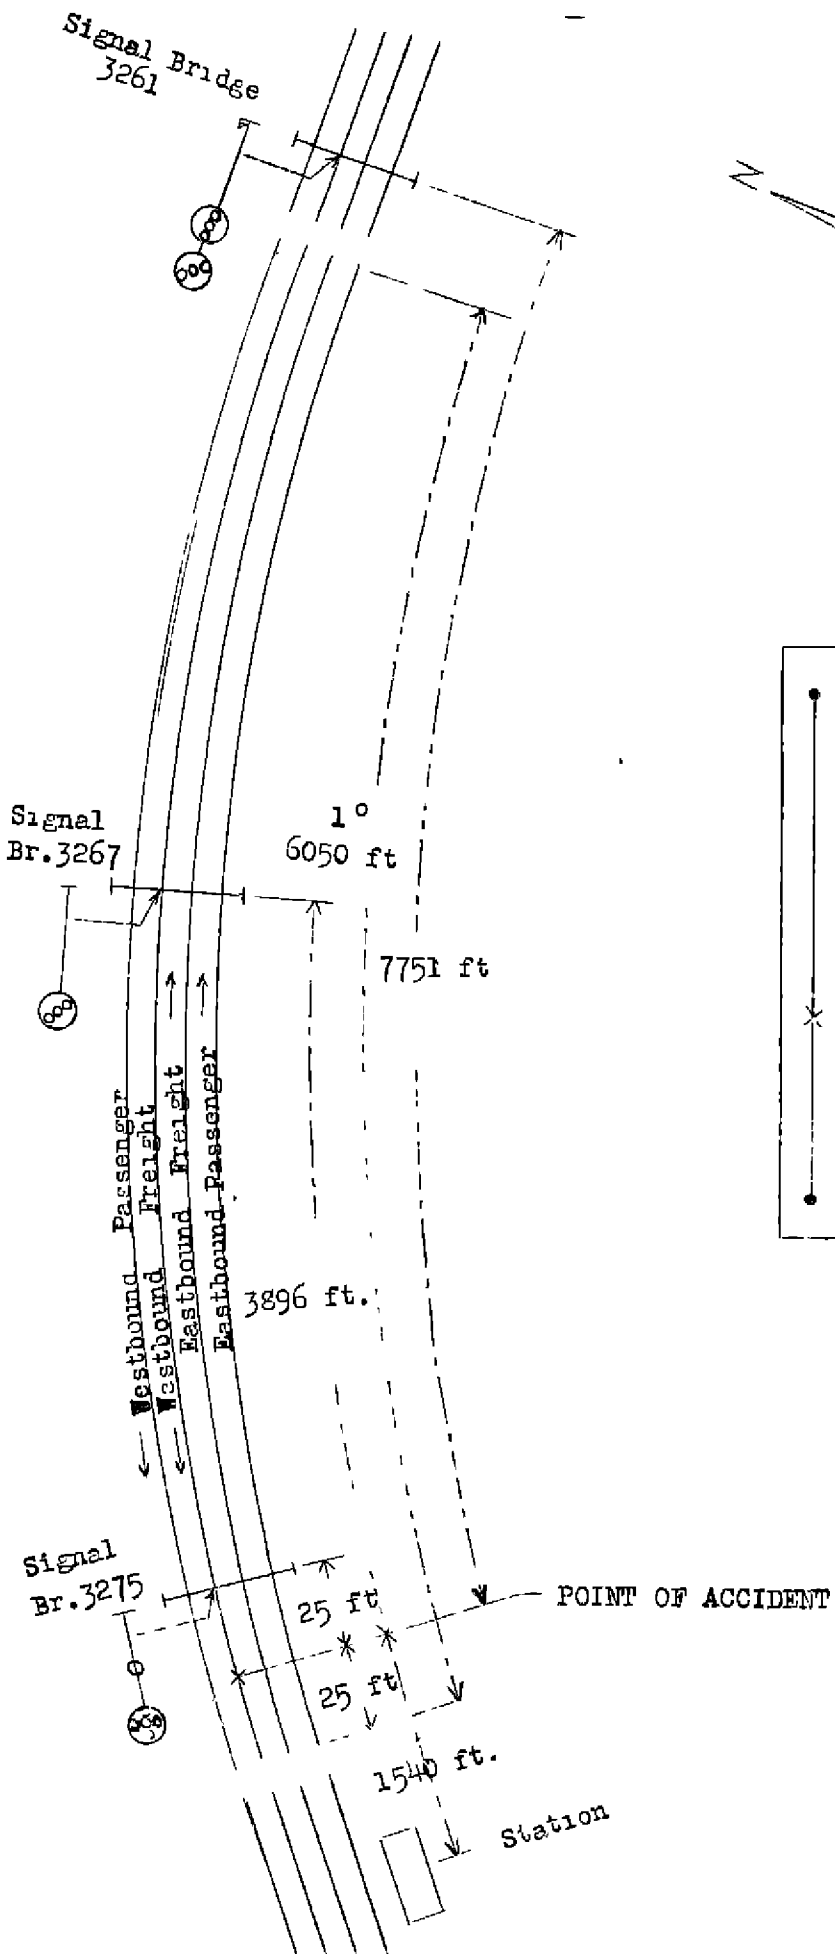 Signal Bridge
3261
N
Signal
Br.3267
1°
6050 ft
7751 ft
Westbound Passenger
Westbound Freight
Eastbound Freight
Eastbound Passenger
3896 ft.
Signal
Br.3275
25 ft
POINT OF ACCIDENT
25 ft
1540 ft.
Station